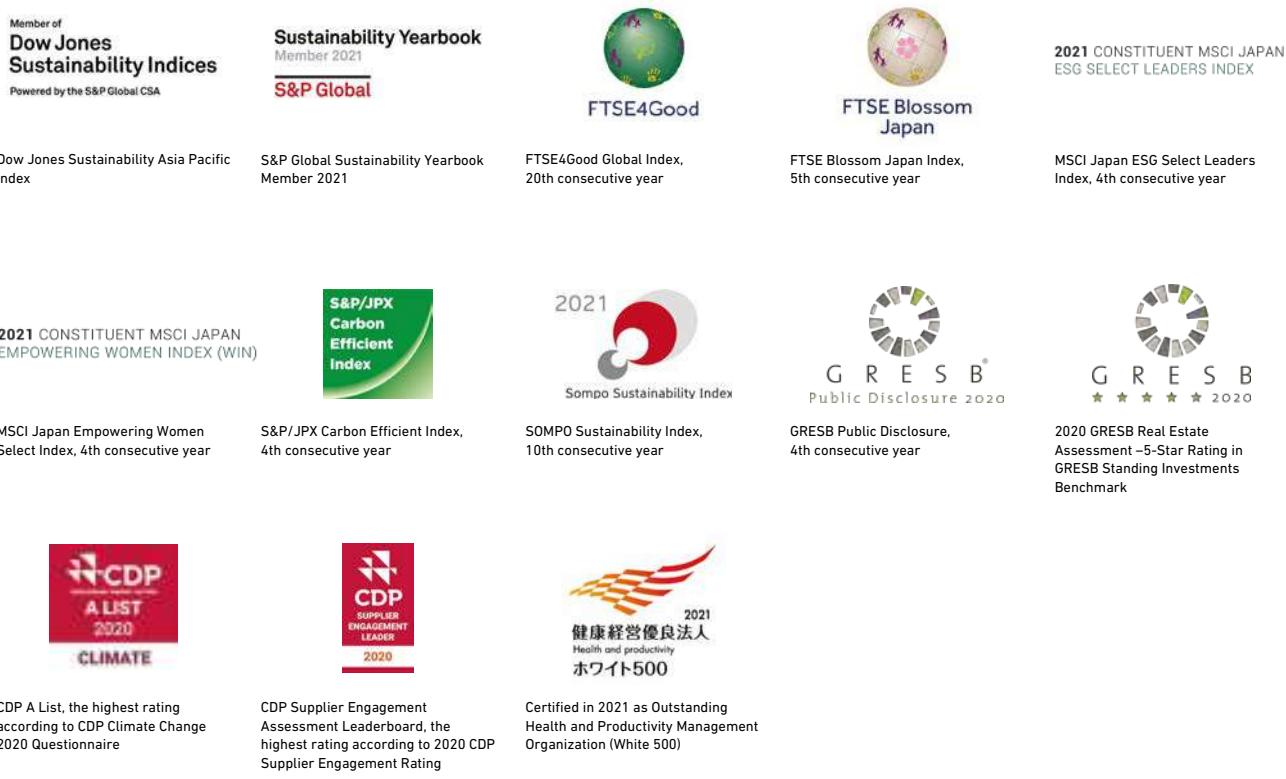 Member of
Dow Jones
Sustainability Indices
Powered by the S&P Global CSA
Dow Jones Sustainability Asia Pacific
Index
Sustainability Yearbook
Member 2021
S&P Global
S&P Global Sustainability Yearbook
Member 2021
FTSE4Good
FTSE4Good Global Index,
20th consecutive year
FTSE Blossom
Japan
FTSE Blossom Japan Index,
5th consecutive year
2021 CONSTITUENT MSCI JAPAN
ESG SELECT LEADERS INDEX
MSCI Japan ESG Select Leaders
Index, 4th consecutive year
2021 CONSTITUENT MSCI JAPAN
EMPOWERING WOMEN INDEX (WIN)
MSCI Japan Empowering Women
Select Index, 4th consecutive year
S&P/JPX
Carbon
Efficient
Index
S&P/JPX Carbon Efficient Index,
4th consecutive year
2021
Sompo Sustainability Index
SOMPO Sustainability Index,
10th consecutive year
GRESB®
Public Disclosure 2020
GRESB Public Disclosure,
4th consecutive year
GRESB
★ ★ ★ ★ ★ 2020
2020 GRESB Real Estate
Assessment –5-Star Rating in
GRESB Standing Investments
Benchmark
CDP
A LIST
2020
CLIMATE
CDP A List, the highest rating
according to CDP Climate Change
2020 Questionnaire
CDP
SUPPLIER
ENGAGEMENT
LEADER
2020
CDP Supplier Engagement
Assessment Leaderboard, the
highest rating according to 2020 CDP
Supplier Engagement Rating
2021
健康経営優良法人
Health and productivity
ホワイト500
Certified in 2021 as Outstanding
Health and Productivity Management
Organization (White 500)